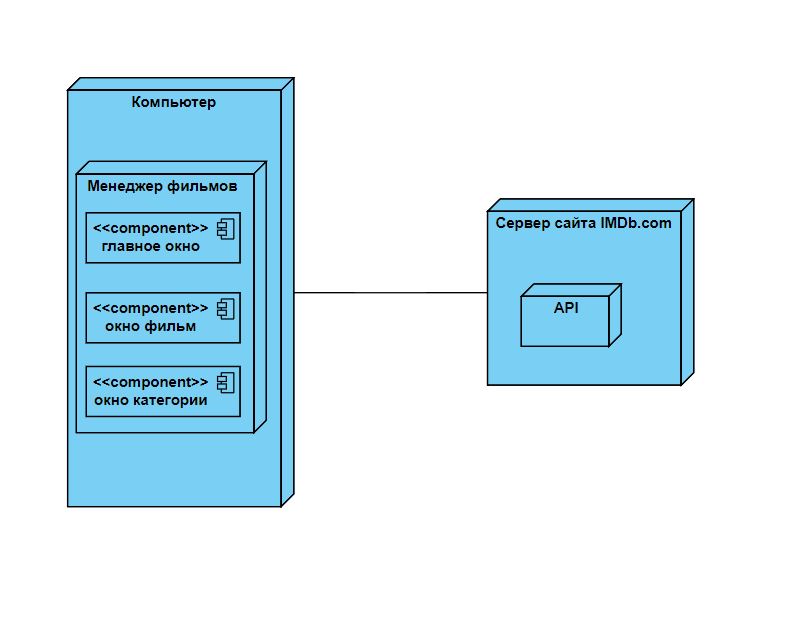 Компьютер
Менеджер фильмов
<<component>>
главное окно
<<component>>
окно фильм
<<component>>
окно категории
Сервер сайта IMDb.com
API